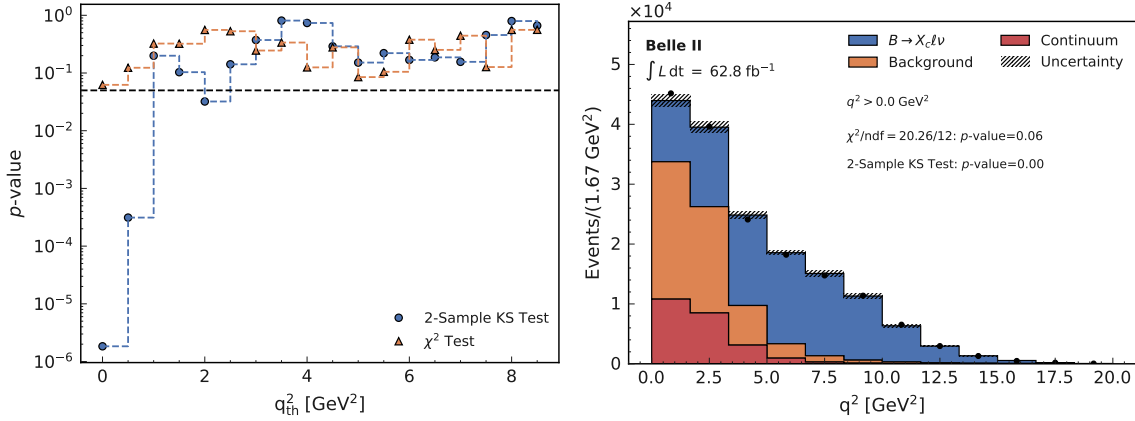 10⁰
10⁻¹
10⁻²
10⁻³
10⁻⁴
10⁻⁵
10⁻⁶
p-value
0 2 4 6 8
q²th [GeV²]
2-Sample KS Test
χ² Test
×10⁴
Belle II
∫L dt = 62.8 fb⁻¹
B→X_cℓν
Background
Continuum
Uncertainty
q² > 0.0 GeV²
χ²/ndf = 20.26/12: p-value=0.06
2-Sample KS Test: p-value=0.00
5
4
3
2
1
0
Events/(1.67 GeV²)
0.0 2.5 5.0 7.5 10.0 12.5 15.0 17.5 20.0
q² [GeV²]